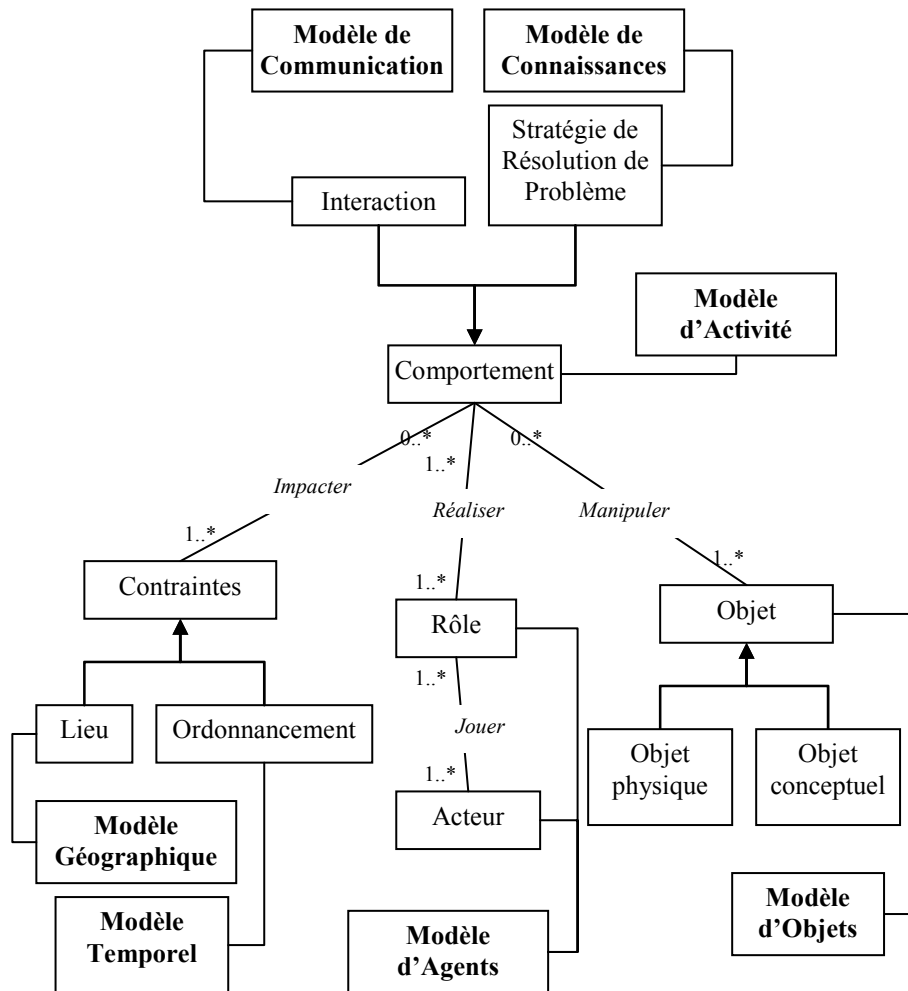 Modèle de
Communication
Modèle de
Connaissances
Stratégie de
Résolution de
Problème
Interaction
Modèle
d’Activité
Comportement
0..*
1..*
0..*
Impacter
Réaliser
Manipuler
1..*
1..*
1..*
Contraintes
Rôle
Objet
1..*
Lieu
Ordonnancement
Jouer
Objet
physique
Objet
conceptuel
1..*
Acteur
Modèle
Géographique
Modèle
Temporel
Modèle
d’Agents
Modèle
d’Objets